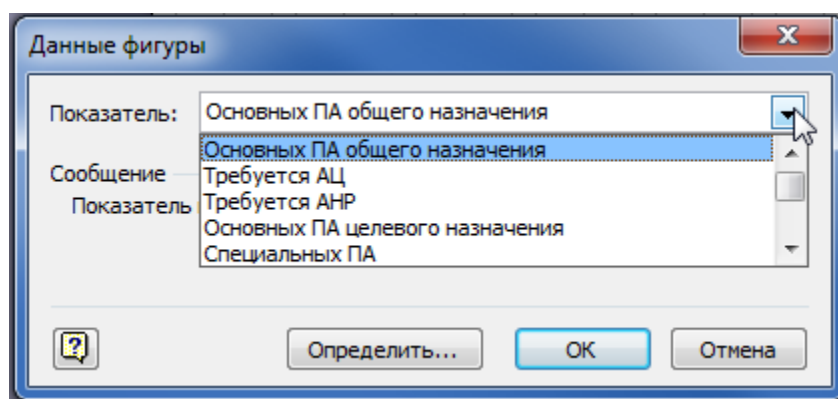 Данные фигуры
Показатель: Основных ПА общего назначения
Основных ПА общего назначения
Сообщение
Требуется АЦ
Показатель
Требуется АНР
Основных ПА целевого назначения
Специальных ПА
Определить... ОК Отмена